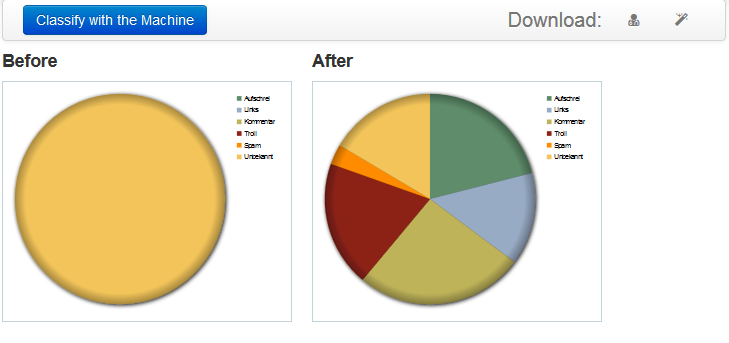 Classify with the Machine
Download:
Before
After
Aufschrei
Links
Kommentar
Troll
Spam
Unbekannt
Aufschrei
Links
Kommentar
Troll
Spam
Unbekannt